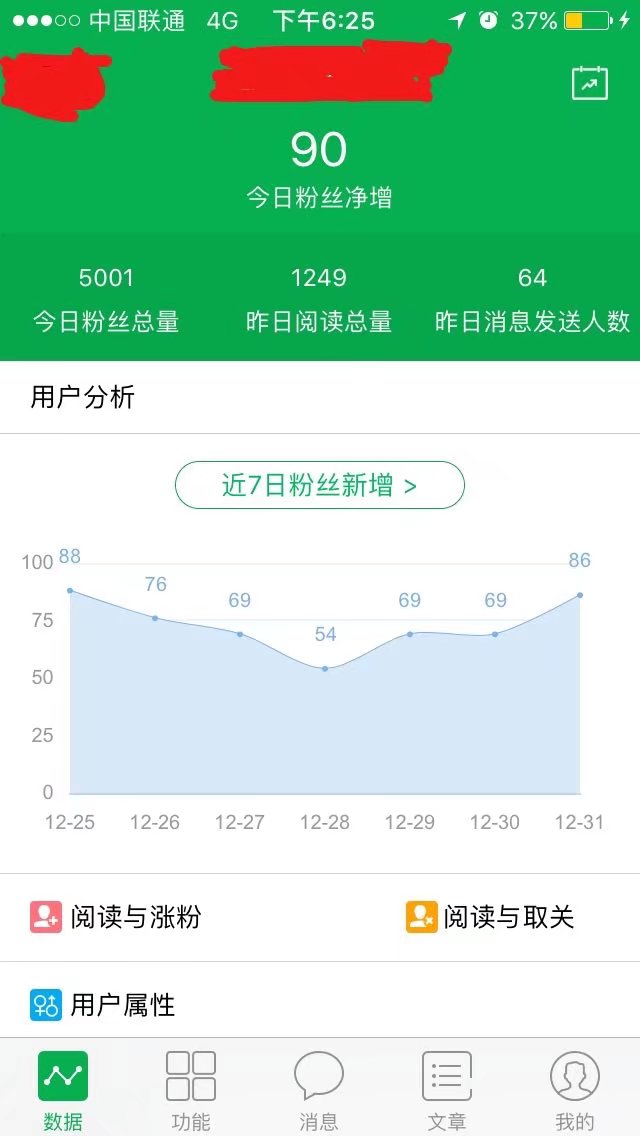 中国联通 4G 下午6:25 37%
90
今日粉丝净增
5001 1249 64
今日粉丝总量 昨日阅读总量 昨日消息发送人数
用户分析
近7日粉丝新增 >
100 88 76 69 54 69 69 86
75
50
25
0
12-25 12-26 12-27 12-28 12-29 12-30 12-31
阅读与涨粉 阅读与取关
用户属性
数据 功能 消息 文章 我的